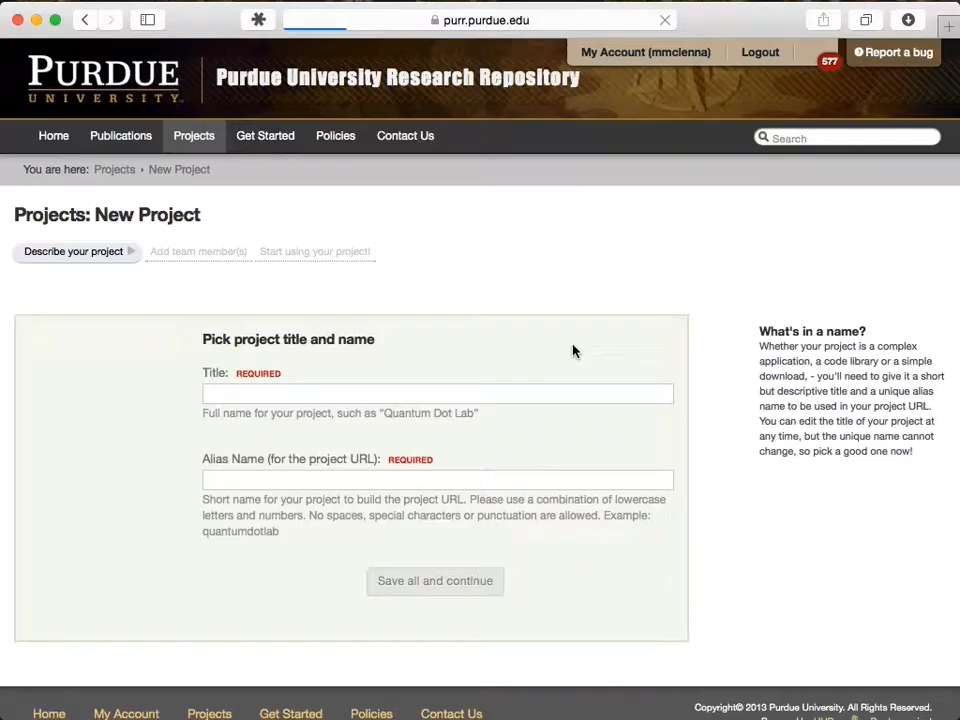 purr.purdue.edu
My Account (mmclenna) Logout 577 Report a bug
PURDUE
UNIVERSITY
Purdue University Research Repository
Home Publications Projects Get Started Policies Contact Us Search
You are here: Projects › New Project
Projects: New Project
Describe your project Add team member(s) Start using your project!
Pick project title and name
Title: REQUIRED
Full name for your project, such as "Quantum Dot Lab"
Alias Name (for the project URL): REQUIRED
Short name for your project to build the project URL. Please use a combination of lowercase
letters and numbers. No spaces, special characters or punctuation are allowed. Example:
quantumdotlab
Save all and continue
What's in a name?
Whether your project is a complex
application, a code library or a simple
download, - you'll need to give it a short
but descriptive title and a unique alias
name to be used in your project URL.
You can edit the title of your project at
any time, but the unique name cannot
change, so pick a good one now!
Home My Account Projects Get Started Policies Contact Us
Copyright© 2013 Purdue University. All Rights Reserved.